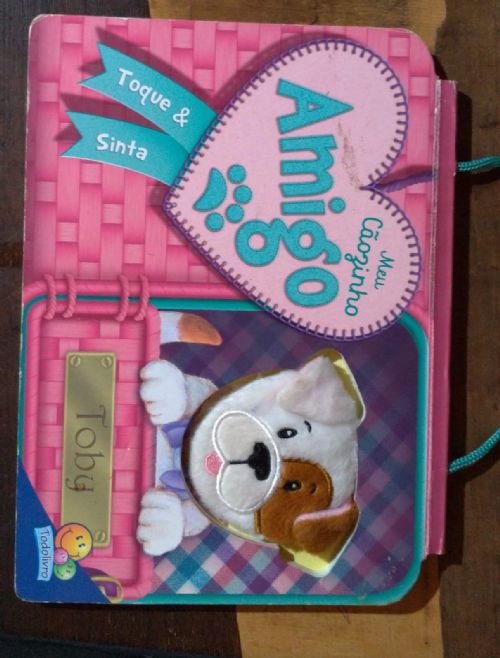 Toque &
Sinta
Meu
Cãozinho
Amigo
Toby
Todolivro